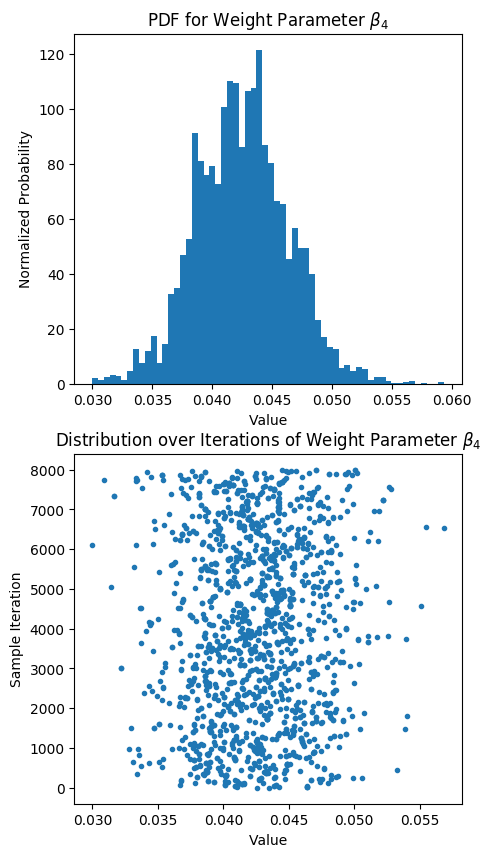 PDF for Weight Parameter β₄
120
100
80
60
40
20
0
Normalized Probability
0.030 0.035 0.040 0.045 0.050 0.055 0.060
Value
Distribution over Iterations of Weight Parameter β₄
8000
7000
6000
5000
4000
3000
2000
1000
0
Sample Iteration
0.030 0.035 0.040 0.045 0.050 0.055
Value